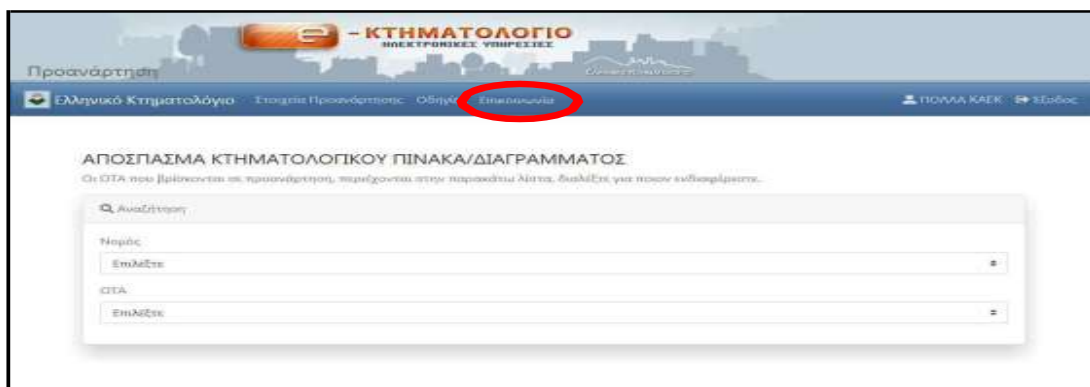 e - ΚΤΗΜΑΤΟΛΟΓΙΟ
ΗΛΕΚΤΡΟΝΙΚΕΣ ΥΠΗΡΕΣΙΕΣ
Προανάρτηση
Ελληνικό Κτηματολόγιο Στοιχεία Προανάρτησης Οδηγίες Επικοινωνία ΠΟΛΛΑ ΚΑΕΚ Έξοδος
ΑΠΟΣΠΑΣΜΑ ΚΤΗΜΑΤΟΛΟΓΙΚΟΥ ΠΙΝΑΚΑ/ΔΙΑΓΡΑΜΜΑΤΟΣ
Οι ΟΤΑ που βρίσκονται σε προανάρτηση, περιέχονται στην παρακάτω λίστα, διαλέξτε για ποιον ενδιαφέρεστε.
Αναζήτηση
Νομός
Επιλέξτε
ΟΤΑ
Επιλέξτε